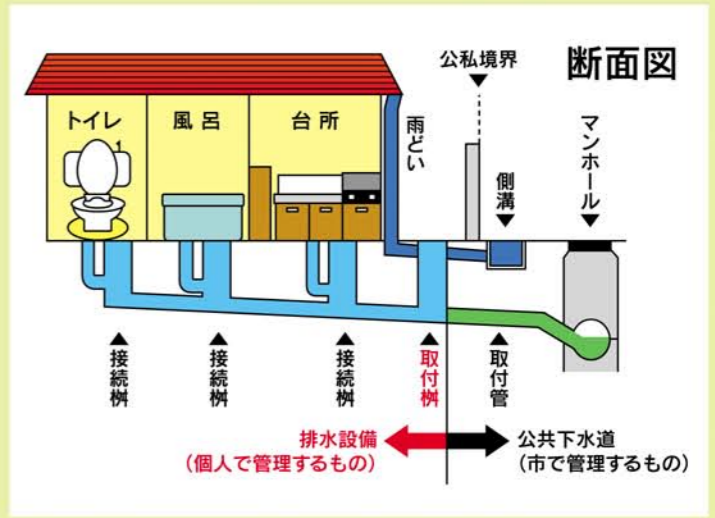 断面図
公私境界
トイレ
風呂
台所
雨どい
側溝
マンホール
接続桝
接続桝
接続桝
取付桝
取付管
排水設備
(個人で管理するもの)
公共下水道
(市で管理するもの)